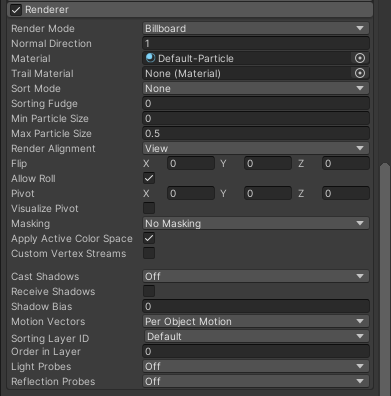 Renderer
Render Mode Billboard
Normal Direction 1
Material Default-Particle
Trail Material None (Material)
Sort Mode None
Sorting Fudge 0
Min Particle Size 0
Max Particle Size 0.5
Render Alignment View
Flip X 0 Y 0 Z 0
Allow Roll
Pivot X 0 Y 0 Z 0
Visualize Pivot
Masking No Masking
Apply Active Color Space
Custom Vertex Streams
Cast Shadows Off
Receive Shadows
Shadow Bias 0
Motion Vectors Per Object Motion
Sorting Layer ID Default
Order in Layer 0
Light Probes Off
Reflection Probes Off